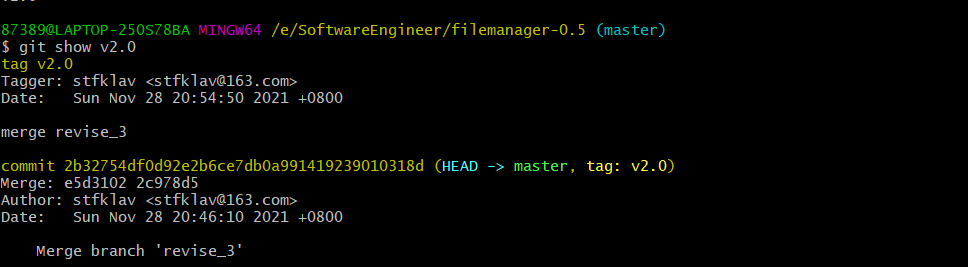 87389@LAPTOP-250S78BA MINGW64 /e/SoftwareEngineer/filemanager-0.5 (master)
$ git show v2.0
tag v2.0
Tagger: stfklav <stfklav@163.com>
Date:   Sun Nov 28 20:54:50 2021 +0800
merge revise_3
commit 2b32754df0d92e2b6ce7db0a991419239010318d (HEAD -> master, tag: v2.0)
Merge: e5d3102 2c978d5
Author: stfklav <stfklav@163.com>
Date:   Sun Nov 28 20:46:10 2021 +0800
    Merge branch 'revise_3'